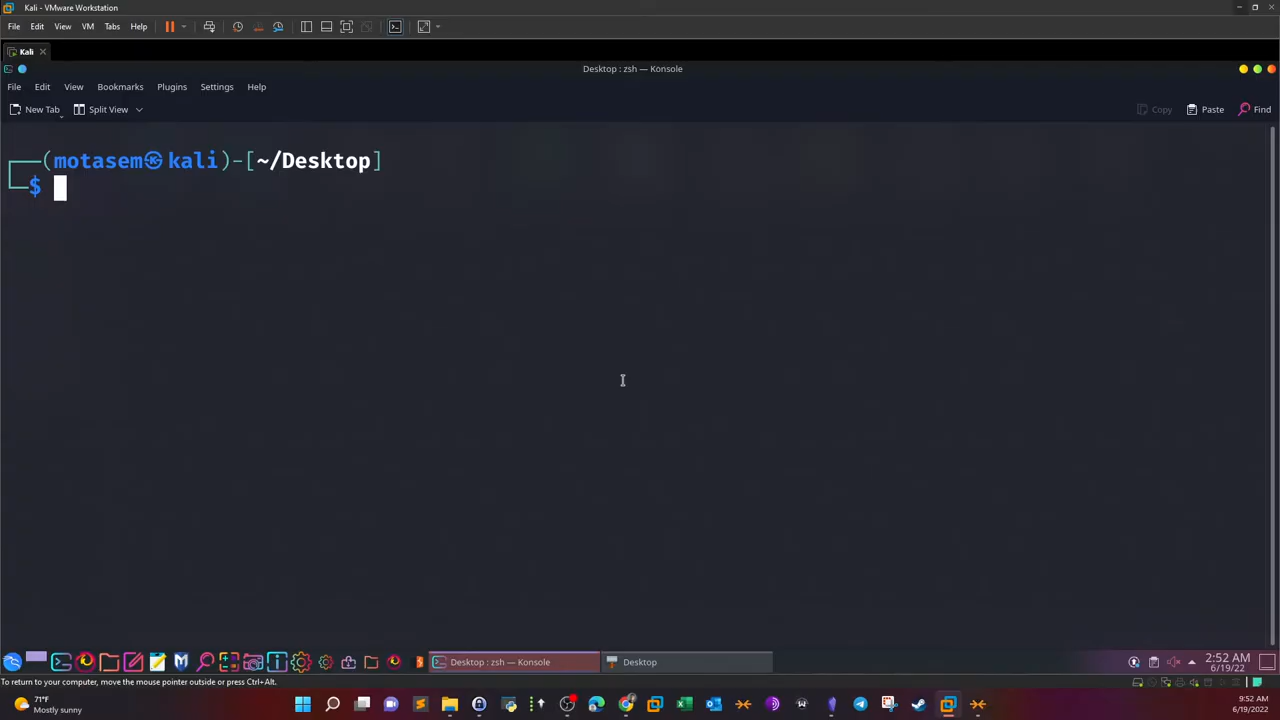 Kali - VMware Workstation
File Edit View VM Tabs Help
Kali
Desktop : zsh — Konsole
File Edit View Bookmarks Plugins Settings Help
New Tab Split View Copy Paste Find
(motasem㉿kali)-[~/Desktop]
$
Desktop : zsh — Konsole Desktop 2:52 AM
6/19/22
To return to your computer, move the mouse pointer outside or press Ctrl+Alt.
71°F
Mostly sunny
9:52 AM
6/19/2022